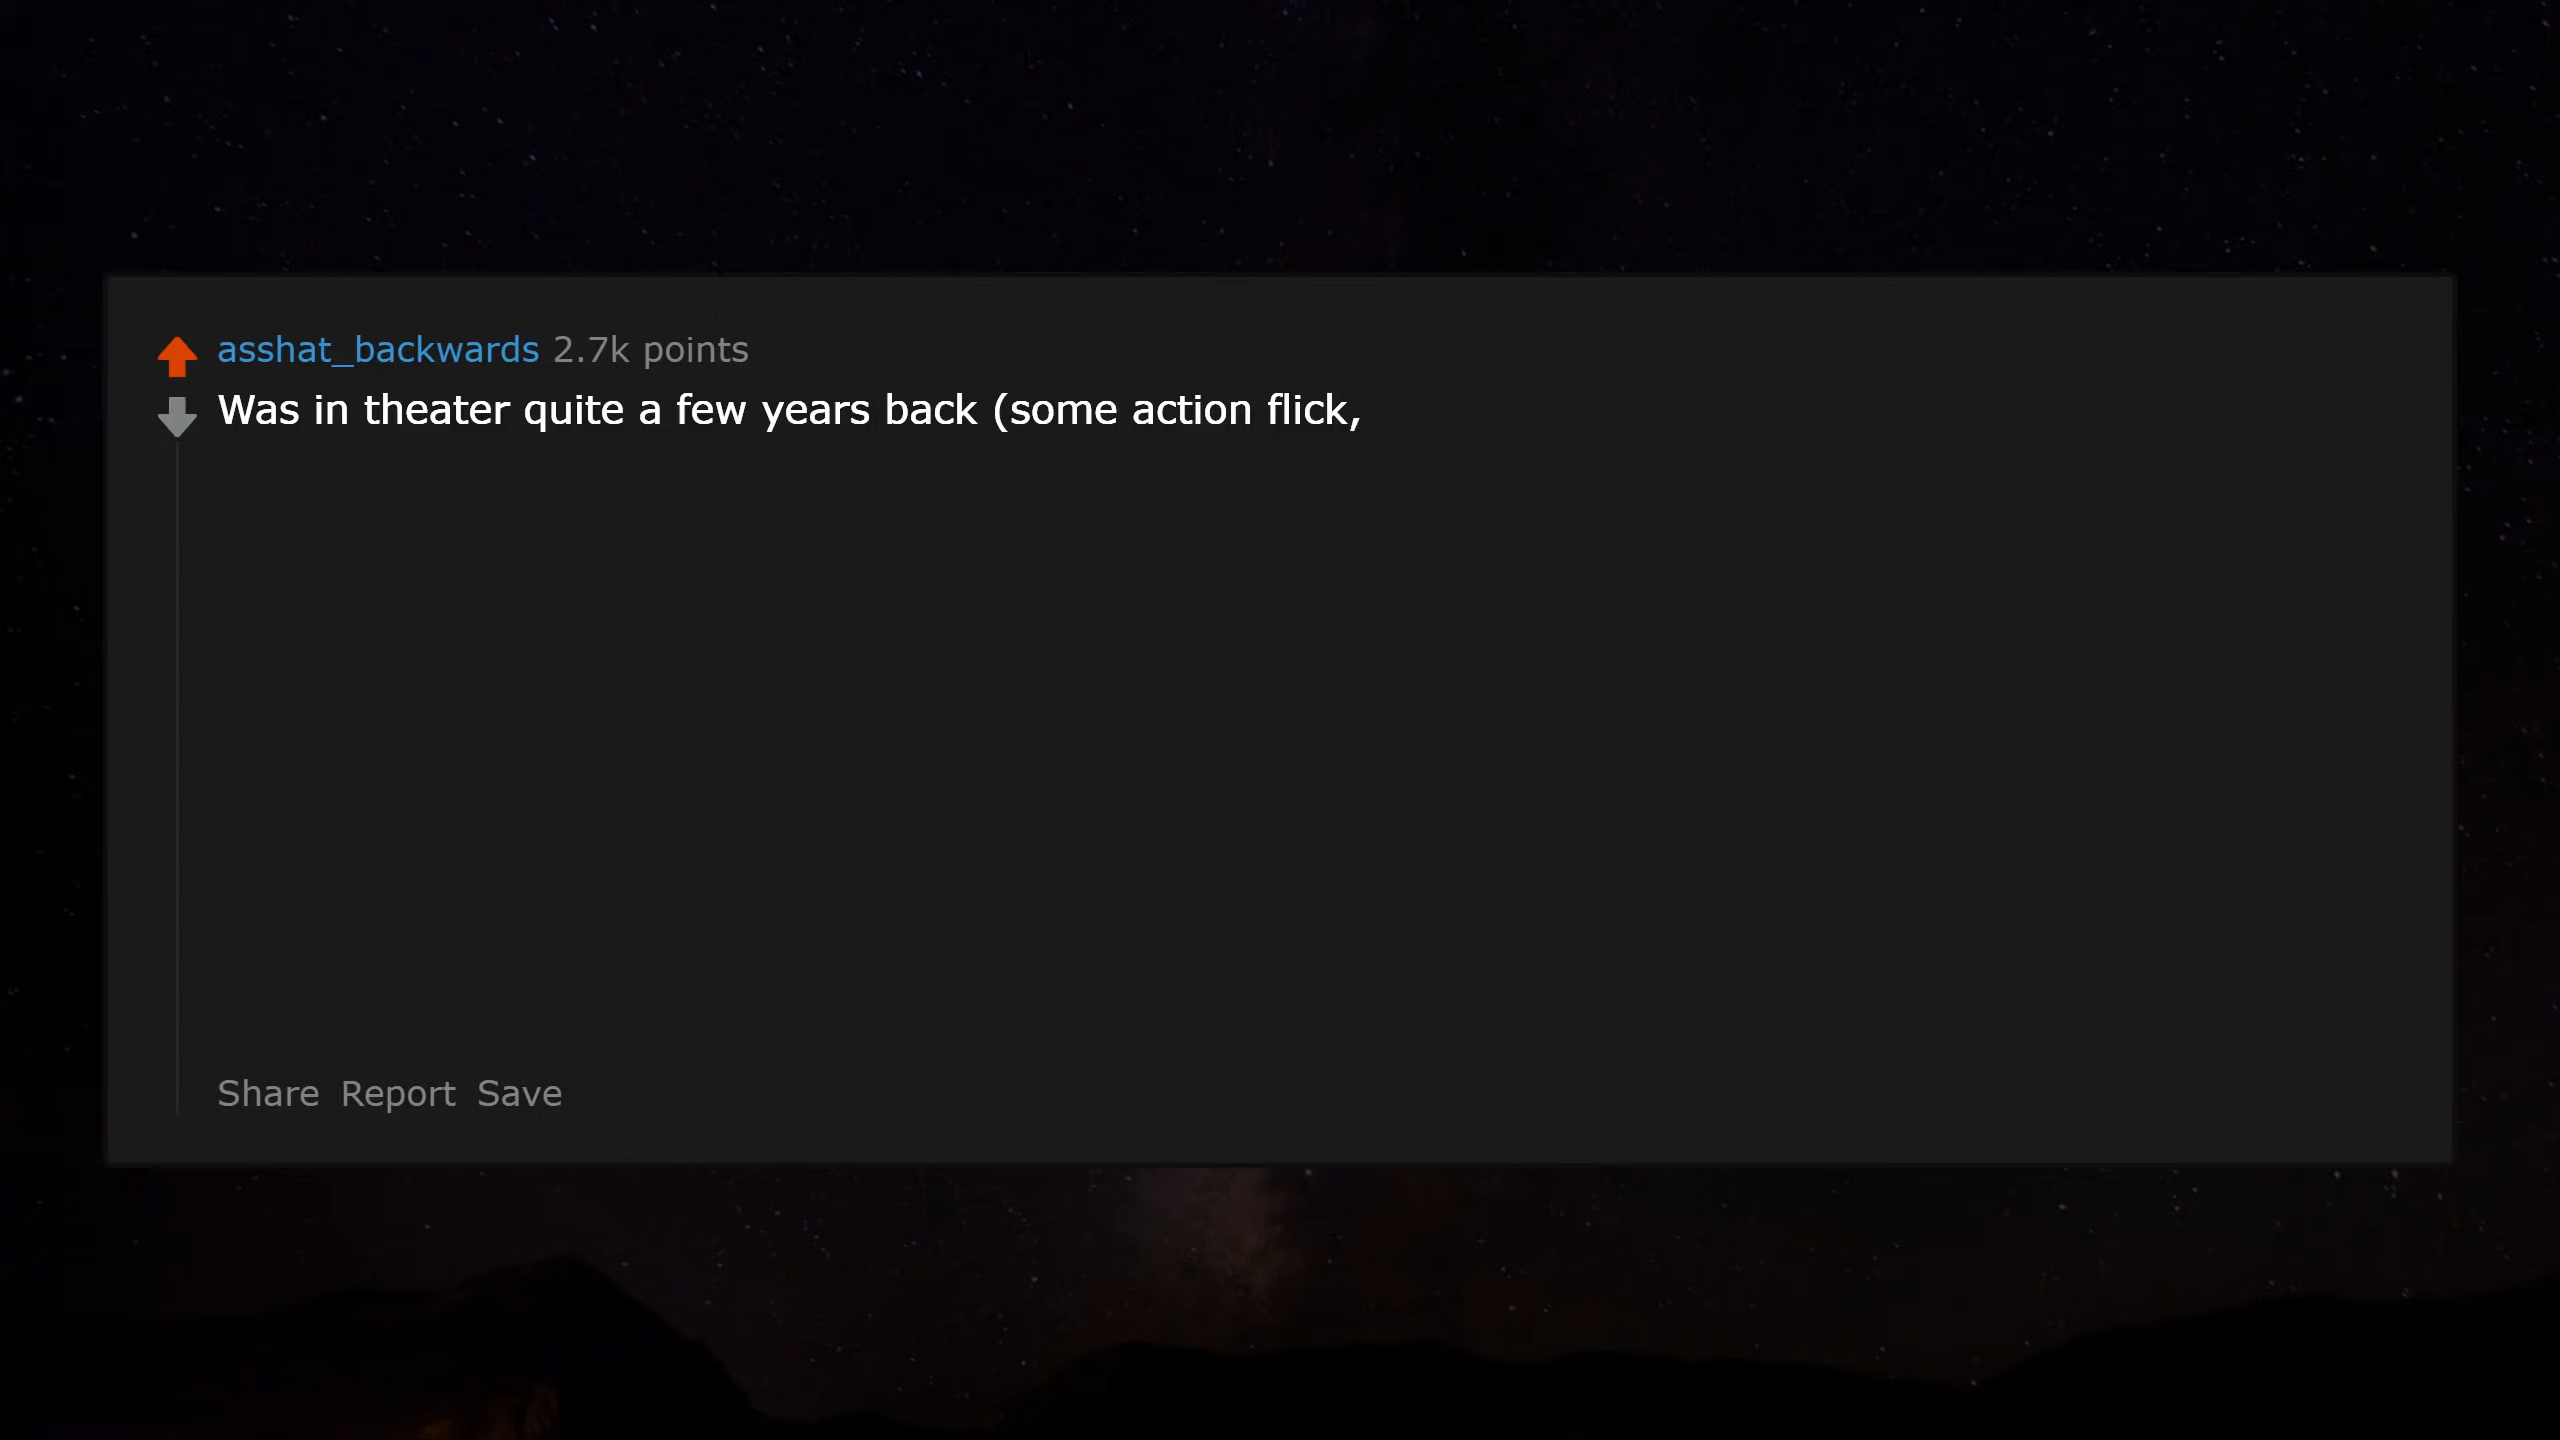 asshat_backwards 2.7k points
Was in theater quite a few years back (some action flick,
Share Report Save